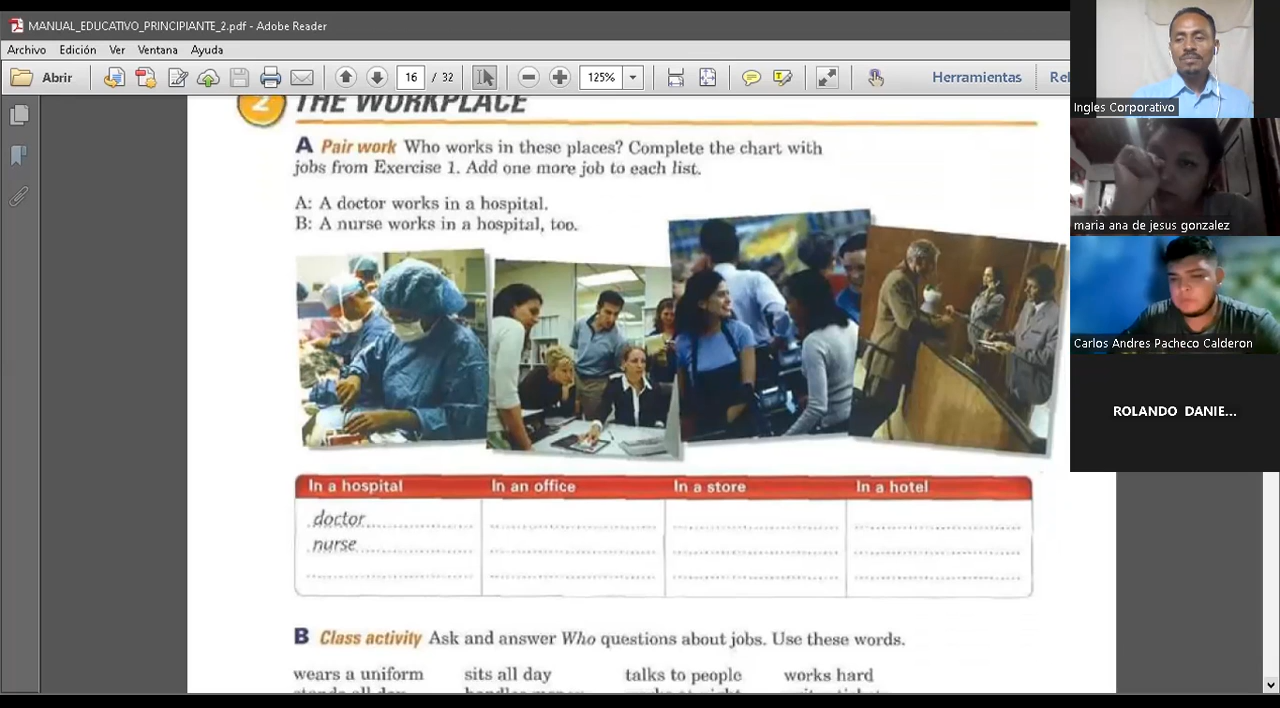 MANUAL_EDUCATIVO_PRINCIPIANTE_2.pdf - Adobe Reader
Archivo Edición Ver Ventana Ayuda
Abrir 16 / 32 125% Herramientas
2 THE WORKPLACE
A Pair work Who works in these places? Complete the chart with
jobs from Exercise 1. Add one more job to each list.
A: A doctor works in a hospital.
B: A nurse works in a hospital, too.
In a hospital In an office In a store In a hotel
doctor
nurse
B Class activity Ask and answer Who questions about jobs. Use these words.
wears a uniform sits all day talks to people works hard
Ingles Corporativo
maria ana de jesus gonzalez
Carlos Andres Pacheco Calderon
ROLANDO DANIE...